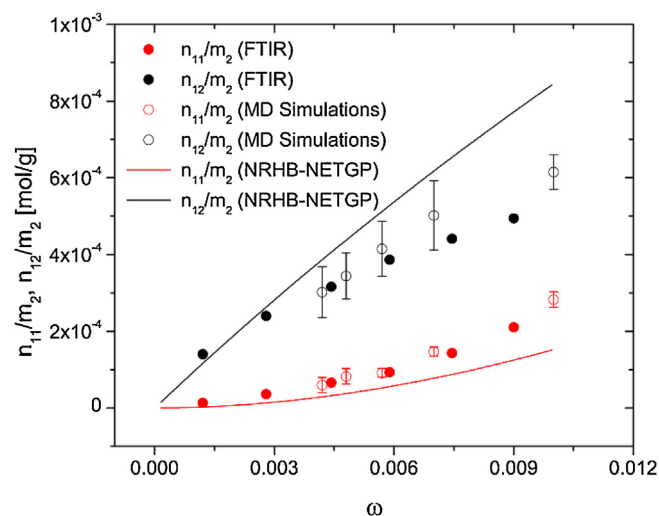 1x10⁻³
8x10⁻⁴
6x10⁻⁴
4x10⁻⁴
2x10⁻⁴
0
n₁₁/m₂, n₁₂/m₂ [mol/g]
n₁₁/m₂ (FTIR)
n₁₂/m₂ (FTIR)
n₁₁/m₂ (MD Simulations)
n₁₂/m₂ (MD Simulations)
n₁₁/m₂ (NRHB-NETGP)
n₁₂/m₂ (NRHB-NETGP)
0.000 0.003 0.006 0.009 0.012
ω